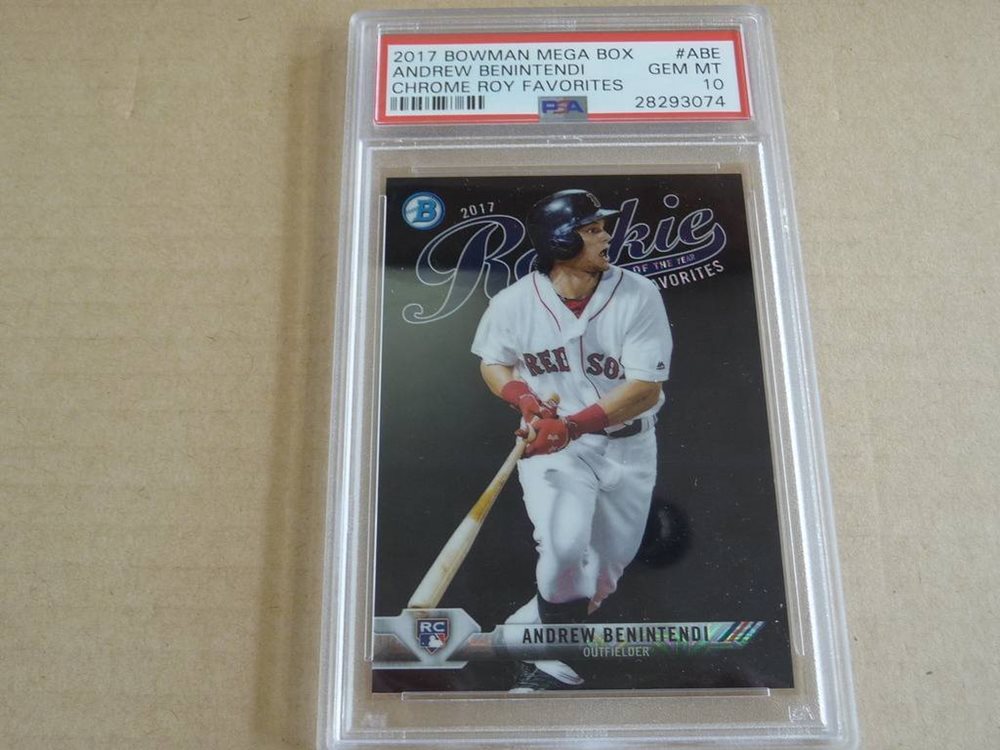 2017 BOWMAN MEGA BOX #ABE
ANDREW BENINTENDI GEM MT
CHROME ROY FAVORITES 10
PSA 28293074
B
2017
Rookie
OF THE YEAR
FAVORITES
B
RED SOX
RC
ANDREW BENINTENDI
OUTFIELDER